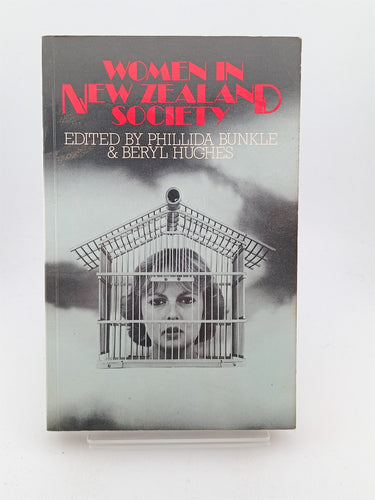 WOMEN IN
NEW ZEALAND
SOCIETY
EDITED BY PHILLIDA BUNKLE
& BERYL HUGHES